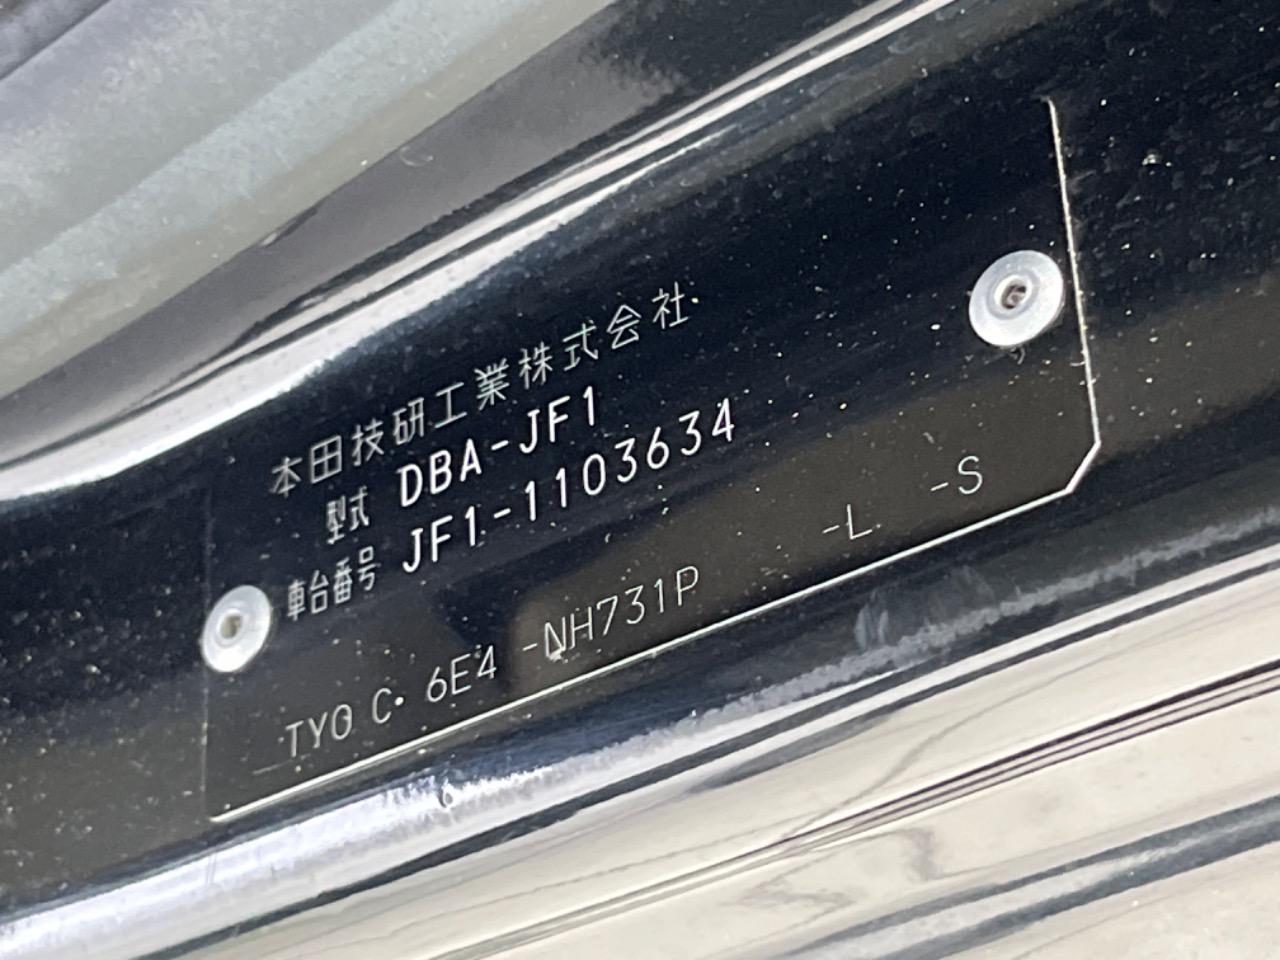 本田技研工業株式会社
型式 DBA-JF1
車台番号 JF1-1103634
TYO C· 6E4 -NH731P -L -S